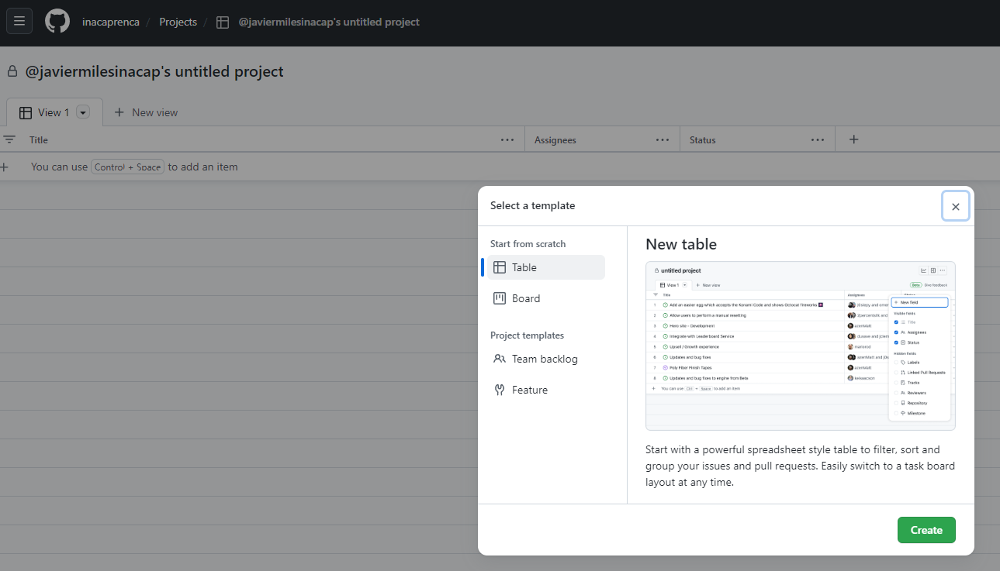 inacaprenca / Projects / @javiermilesinacap's untitled project
@javiermilesinacap's untitled project
View 1 New view
Title Assignees Status
You can use Control + Space to add an item
Select a template
Start from scratch
Table
Board
Project templates
Team backlog
Feature
New table
untitled project
View 1 New view Beta Give feedback
Title Assignees Status
1 Add an easter egg which accepts the Konami Code and shows Octocat fireworks
2 Allow users to perform a manual resetting
3 Hero site - Development azenMatt
4 Integrate with Leaderboard Service
5 Upsell / Growth experience
6 Updates and bug fixes
7 Poly Fiber Finish Tapes azenMatt
8 Updates and bug fixes to engine from Beta
You can use Ctrl + Space to add an item
New field
Visible fields
Title
Assignees
Status
Hidden fields
Labels
Linked Pull Requests
Tracks
Reviewers
Repository
Milestone
Start with a powerful spreadsheet style table to filter, sort and
group your issues and pull requests. Easily switch to a task board
layout at any time.
Create